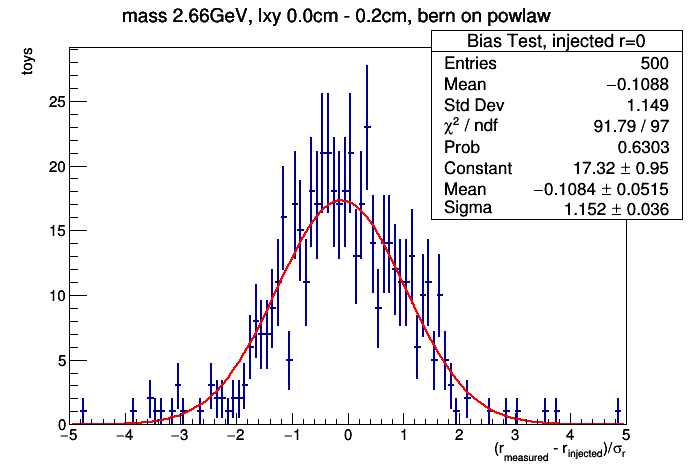 mass 2.66GeV, lxy 0.0cm - 0.2cm, bern on powlaw
Bias Test, injected r=0
Entries 500
Mean −0.1088
Std Dev 1.149
χ² / ndf 91.79 / 97
Prob 0.6303
Constant 17.32 ± 0.95
Mean −0.1084 ± 0.0515
Sigma 1.152 ± 0.036
toys
25
20
15
10
5
0
−5 −4 −3 −2 −1 0 1 2 3 4 5
(r_measured - r_injected)/σ_r